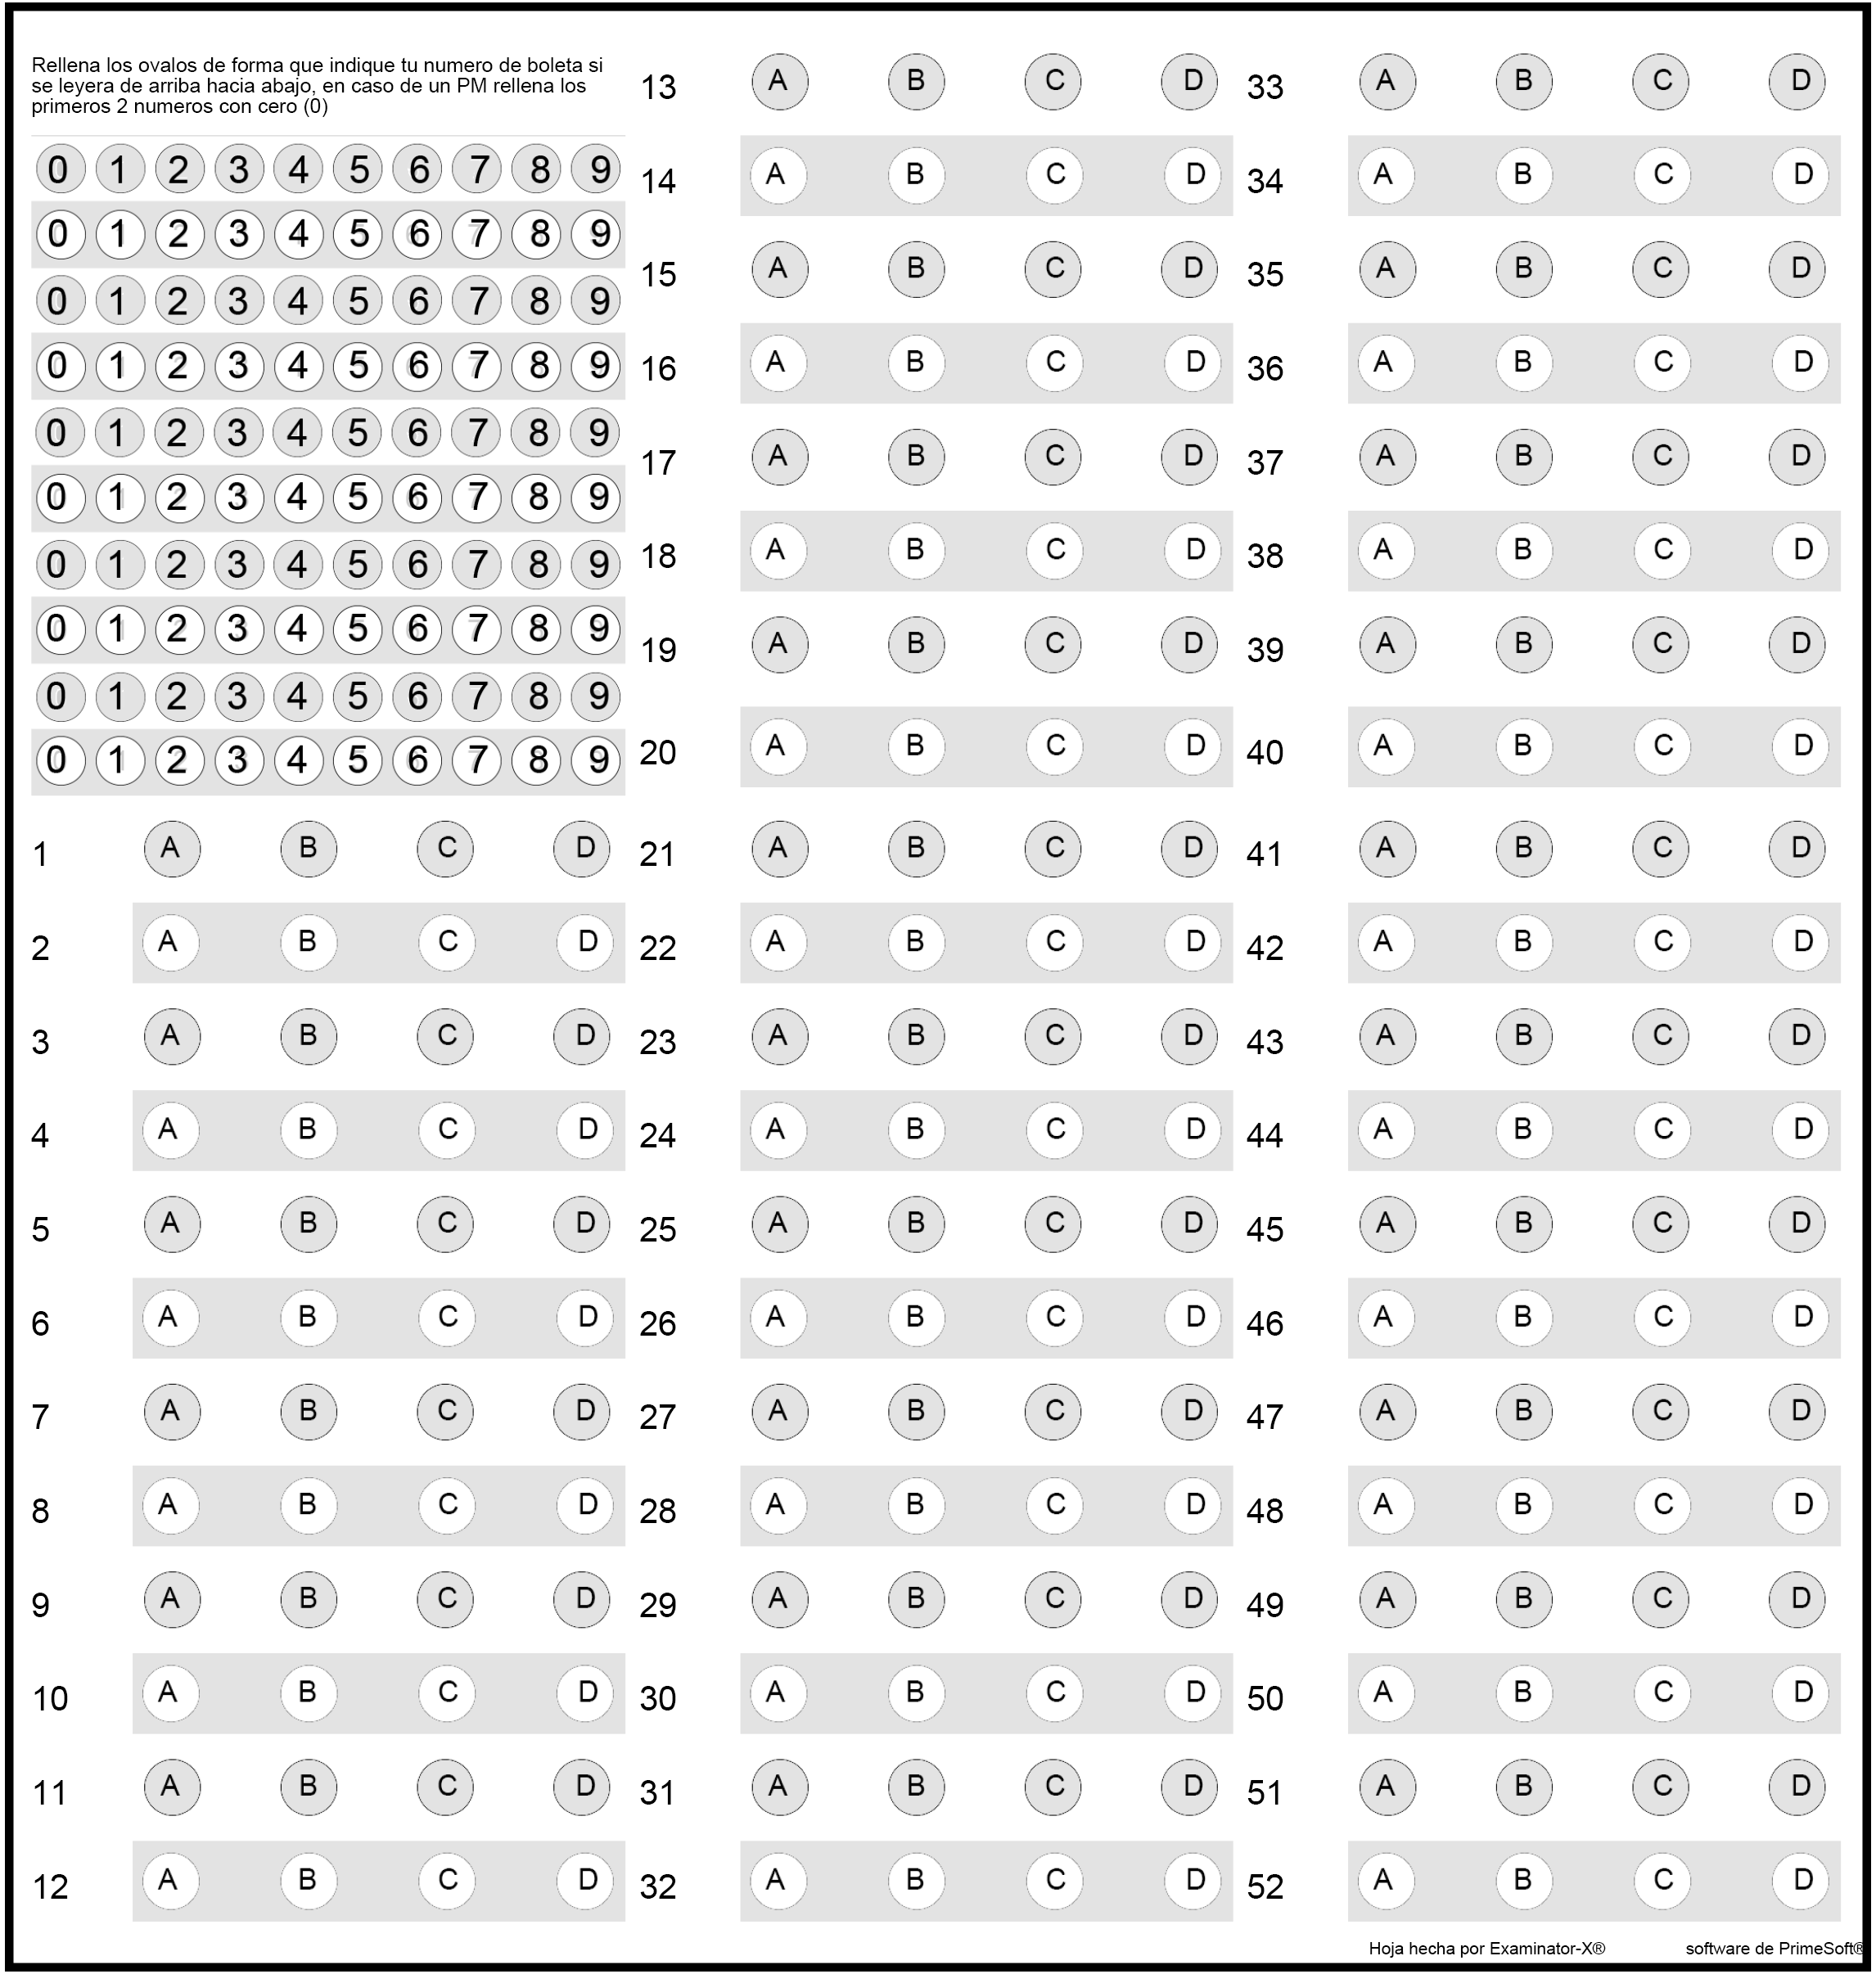 Rellena los ovalos de forma que indique tu numero de boleta si
se leyera de arriba hacia abajo, en caso de un PM rellena los
primeros 2 numeros con cero (0)
0 1 2 3 4 5 6 7 8 9
0 1 2 3 4 5 6 7 8 9
0 1 2 3 4 5 6 7 8 9
0 1 2 3 4 5 6 7 8 9
0 1 2 3 4 5 6 7 8 9
0 1 2 3 4 5 6 7 8 9
0 1 2 3 4 5 6 7 8 9
0 1 2 3 4 5 6 7 8 9
0 1 2 3 4 5 6 7 8 9
0 1 2 3 4 5 6 7 8 9
1 A B C D
2 A B C D
3 A B C D
4 A B C D
5 A B C D
6 A B C D
7 A B C D
8 A B C D
9 A B C D
10 A B C D
11 A B C D
12 A B C D
13 A B C D
14 A B C D
15 A B C D
16 A B C D
17 A B C D
18 A B C D
19 A B C D
20 A B C D
21 A B C D
22 A B C D
23 A B C D
24 A B C D
25 A B C D
26 A B C D
27 A B C D
28 A B C D
29 A B C D
30 A B C D
31 A B C D
32 A B C D
33 A B C D
34 A B C D
35 A B C D
36 A B C D
37 A B C D
38 A B C D
39 A B C D
40 A B C D
41 A B C D
42 A B C D
43 A B C D
44 A B C D
45 A B C D
46 A B C D
47 A B C D
48 A B C D
49 A B C D
50 A B C D
51 A B C D
52 A B C D
Hoja hecha por Examinator-X® software de PrimeSoft®